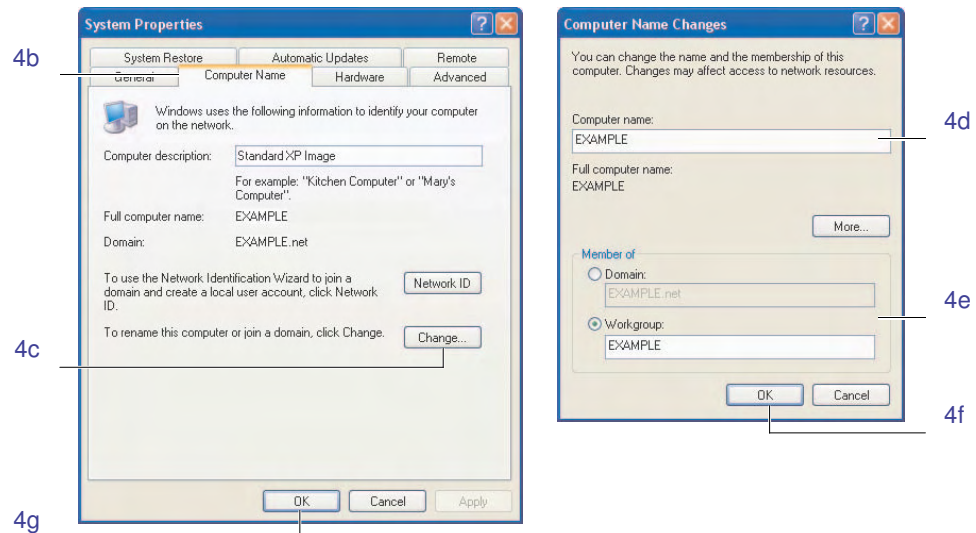 System Properties
System Restore
Automatic Updates
Remote
General
Computer Name
Hardware
Advanced
Windows uses the following information to identify your computer
on the network.
Computer description:
Standard XP Image
For example: "Kitchen Computer" or "Mary's
Computer".
Full computer name:
EXAMPLE
Domain:
EXAMPLE.net
To use the Network Identification Wizard to join a
domain and create a local user account, click Network
ID.
Network ID
To rename this computer or join a domain, click Change.
Change...
OK
Cancel
Apply
4b
4c
4g
Computer Name Changes
You can change the name and the membership of this
computer. Changes may affect access to network resources.
Computer name:
EXAMPLE
Full computer name:
EXAMPLE
More...
Member of
Domain:
EXAMPLE.net
Workgroup:
EXAMPLE
OK
Cancel
4d
4e
4f